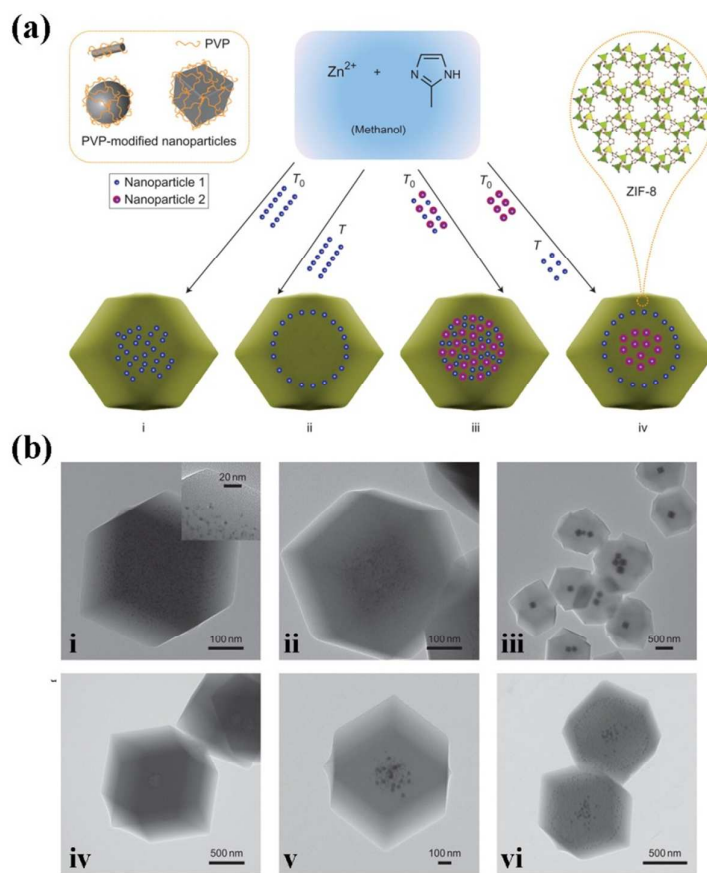 (a)
PVP
PVP-modified nanoparticles
Zn2+ +
N
NH
(Methanol)
ZIF-8
Nanoparticle 1
Nanoparticle 2
T0
T
T0
T0
T
i
ii
iii
iv
(b)
20 nm
i
100 nm
ii
100 nm
iii
500 nm
iv
500 nm
v
100 nm
vi
500 nm